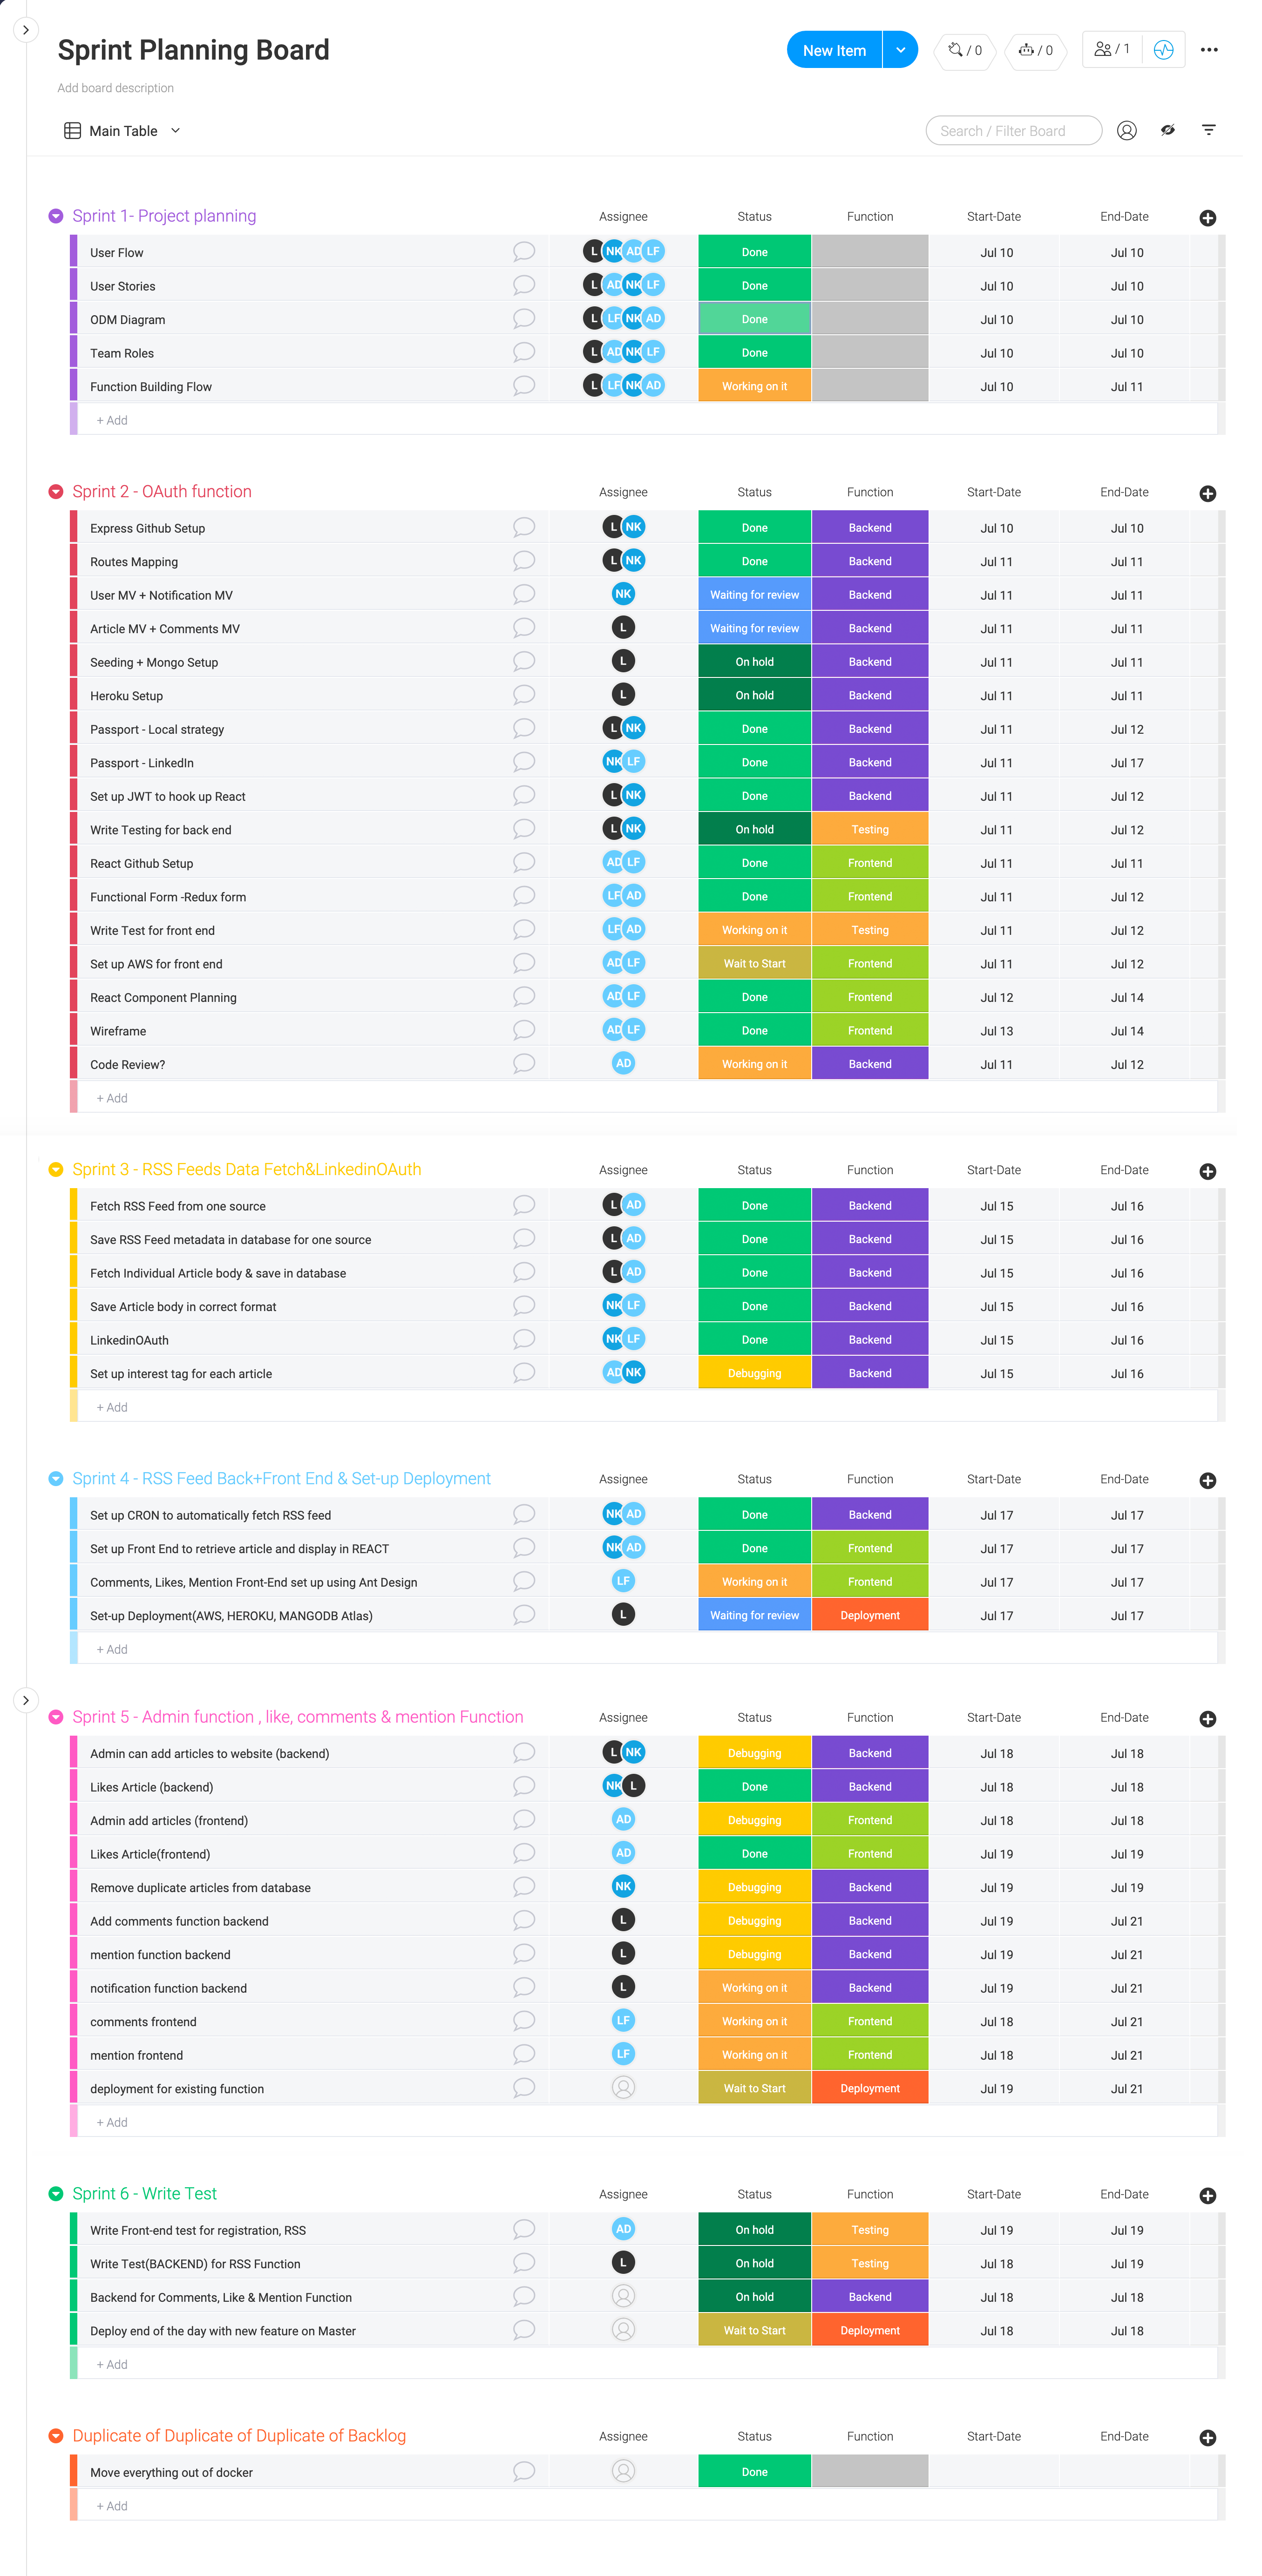 Sprint Planning Board
New Item / 0 / 0 / 1
Add board description
Main Table Search / Filter Board
Sprint 1- Project planning Assignee Status Function Start-Date End-Date
User Flow L NK AD LF Done Jul 10 Jul 10
User Stories L AD NK LF Done Jul 10 Jul 10
ODM Diagram L LF NK AD Done Jul 10 Jul 10
Team Roles L AD NK LF Done Jul 10 Jul 10
Function Building Flow L LF NK AD Working on it Jul 10 Jul 11
+ Add
Sprint 2 - OAuth function Assignee Status Function Start-Date End-Date
Express Github Setup L NK Done Backend Jul 10 Jul 10
Routes Mapping L NK Done Backend Jul 11 Jul 11
User MV + Notification MV NK Waiting for review Backend Jul 11 Jul 11
Article MV + Comments MV L Waiting for review Backend Jul 11 Jul 11
Seeding + Mongo Setup L On hold Backend Jul 11 Jul 11
Heroku Setup L On hold Backend Jul 11 Jul 11
Passport - Local strategy L NK Done Backend Jul 11 Jul 12
Passport - LinkedIn NK LF Done Backend Jul 11 Jul 17
Set up JWT to hook up React L NK Done Backend Jul 11 Jul 12
Write Testing for back end L NK On hold Testing Jul 11 Jul 12
React Github Setup AD LF Done Frontend Jul 11 Jul 11
Functional Form -Redux form LF AD Done Frontend Jul 11 Jul 12
Write Test for front end LF AD Working on it Testing Jul 11 Jul 12
Set up AWS for front end AD LF Wait to Start Frontend Jul 11 Jul 12
React Component Planning AD LF Done Frontend Jul 12 Jul 14
Wireframe AD LF Done Frontend Jul 13 Jul 14
Code Review? AD Working on it Backend Jul 11 Jul 12
+ Add
Sprint 3 - RSS Feeds Data Fetch&LinkedinOAuth Assignee Status Function Start-Date End-Date
Fetch RSS Feed from one source L AD Done Backend Jul 15 Jul 16
Save RSS Feed metadata in database for one source L AD Done Backend Jul 15 Jul 16
Fetch Individual Article body & save in database L AD Done Backend Jul 15 Jul 16
Save Article body in correct format NK LF Done Backend Jul 15 Jul 16
LinkedinOAuth NK LF Done Backend Jul 15 Jul 16
Set up interest tag for each article AD NK Debugging Backend Jul 15 Jul 16
+ Add
Sprint 4 - RSS Feed Back+Front End & Set-up Deployment Assignee Status Function Start-Date End-Date
Set up CRON to automatically fetch RSS feed NK AD Done Backend Jul 17 Jul 17
Set up Front End to retrieve article and display in REACT NK AD Done Frontend Jul 17 Jul 17
Comments, Likes, Mention Front-End set up using Ant Design LF Working on it Frontend Jul 17 Jul 17
Set-up Deployment(AWS, HEROKU, MANGODB Atlas) L Waiting for review Deployment Jul 17 Jul 17
+ Add
Sprint 5 - Admin function , like, comments & mention Function Assignee Status Function Start-Date End-Date
Admin can add articles to website (backend) L NK Debugging Backend Jul 18 Jul 18
Likes Article (backend) NK L Done Backend Jul 18 Jul 18
Admin add articles (frontend) AD Debugging Frontend Jul 18 Jul 18
Likes Article(frontend) AD Done Frontend Jul 19 Jul 19
Remove duplicate articles from database NK Debugging Backend Jul 19 Jul 19
Add comments function backend L Debugging Backend Jul 19 Jul 21
mention function backend L Debugging Backend Jul 19 Jul 21
notification function backend L Working on it Backend Jul 19 Jul 21
comments frontend LF Working on it Frontend Jul 18 Jul 21
mention frontend LF Working on it Frontend Jul 18 Jul 21
deployment for existing function Wait to Start Deployment Jul 19 Jul 21
+ Add
Sprint 6 - Write Test Assignee Status Function Start-Date End-Date
Write Front-end test for registration, RSS AD On hold Testing Jul 19 Jul 19
Write Test(BACKEND) for RSS Function L On hold Testing Jul 18 Jul 19
Backend for Comments, Like & Mention Function On hold Backend Jul 18 Jul 18
Deploy end of the day with new feature on Master Wait to Start Deployment Jul 18 Jul 18
+ Add
Duplicate of Duplicate of Duplicate of Backlog Assignee Status Function Start-Date End-Date
Move everything out of docker Done
+ Add